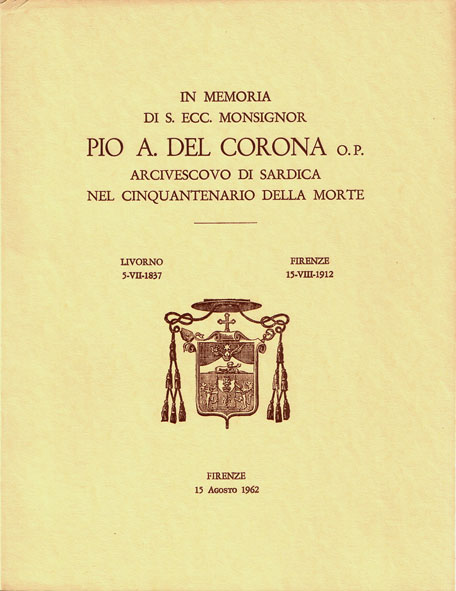 IN MEMORIA
DI S. ECC. MONSIGNOR
PIO A. DEL CORONA O. P.
ARCIVESCOVO DI SARDICA
NEL CINQUANTENARIO DELLA MORTE
LIVORNO FIRENZE
5-VII-1837 15-VIII-1912
FIRENZE
15 Agosto 1962